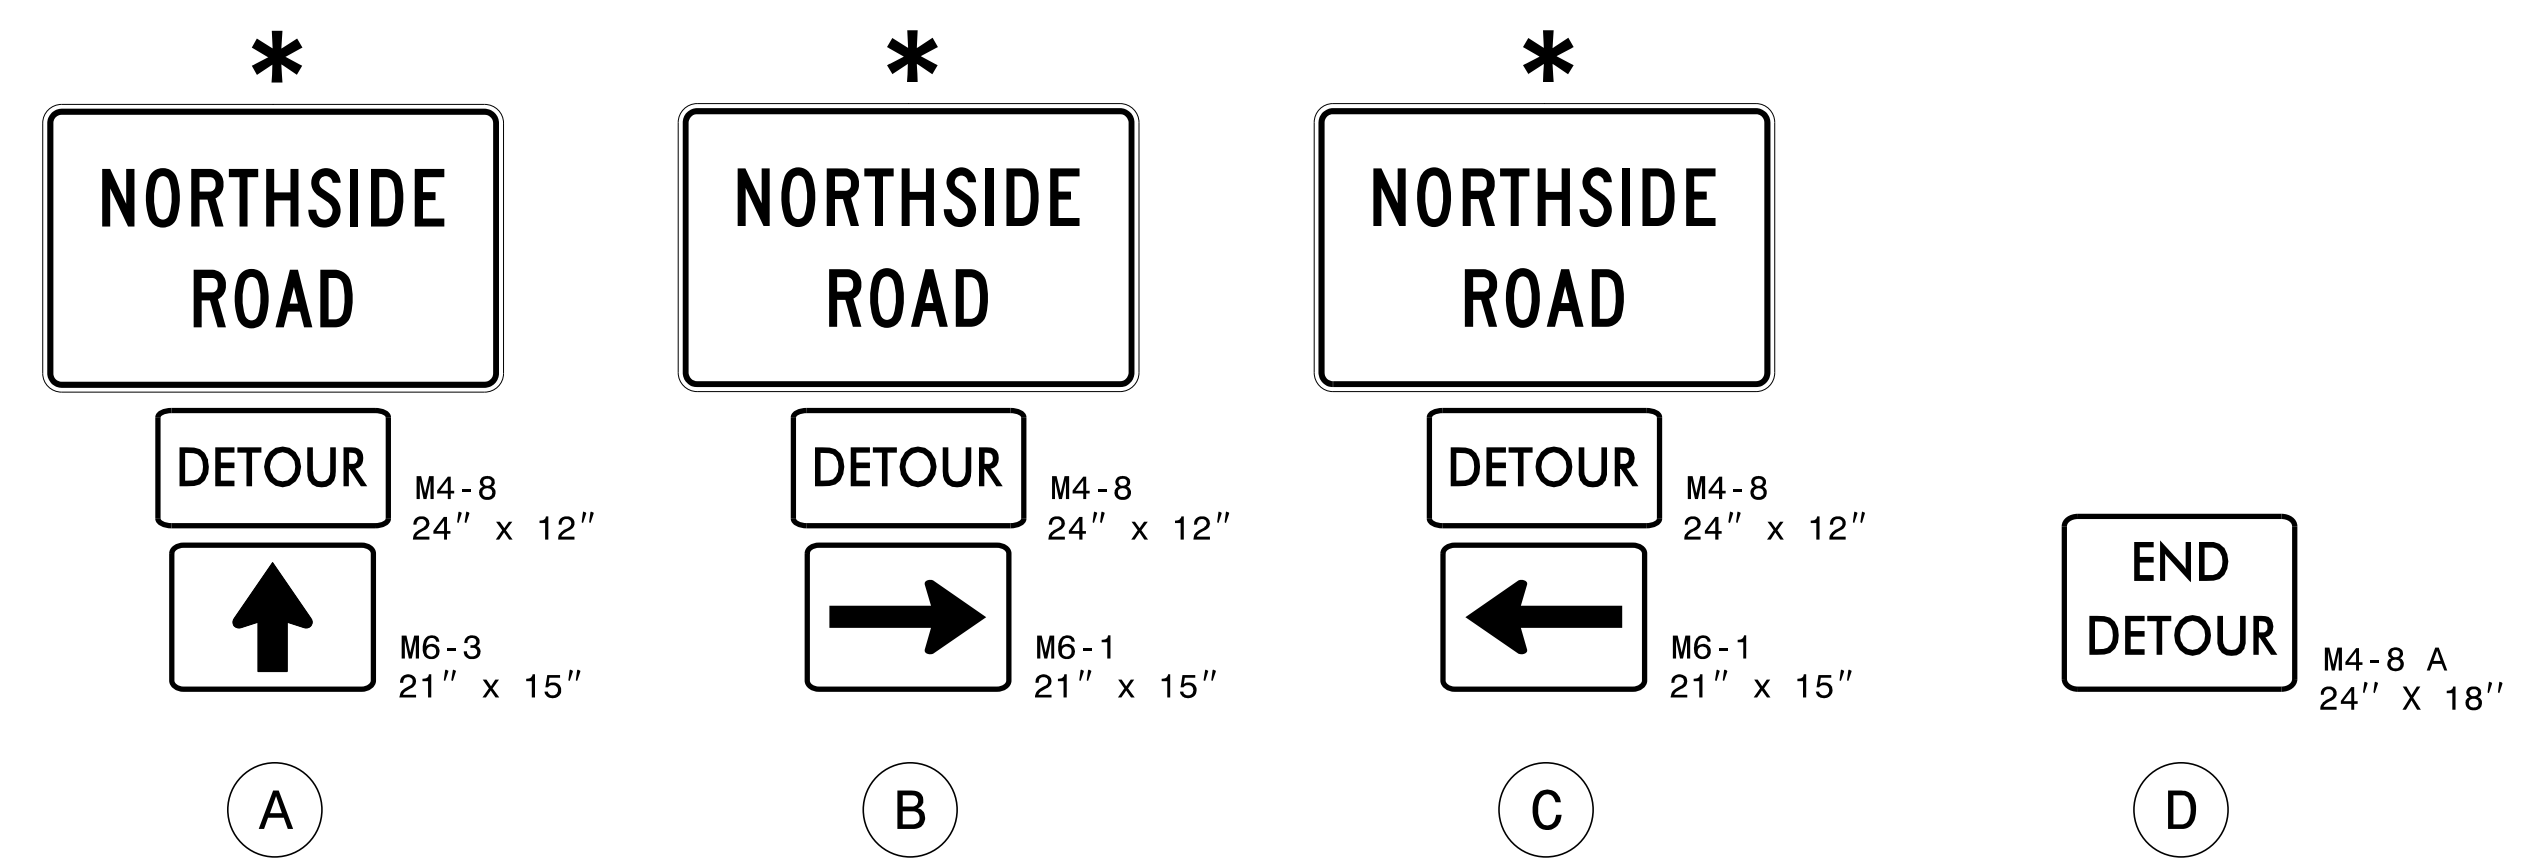 *
NORTHSIDE
ROAD
DETOUR
M4-8
24" x 12"
M6-3
21" x 15"
A
*
NORTHSIDE
ROAD
DETOUR
M4-8
24" x 12"
M6-1
21" x 15"
B
*
NORTHSIDE
ROAD
DETOUR
M4-8
24" x 12"
M6-1
21" x 15"
C
END
DETOUR
M4-8 A
24'' X 18''
D